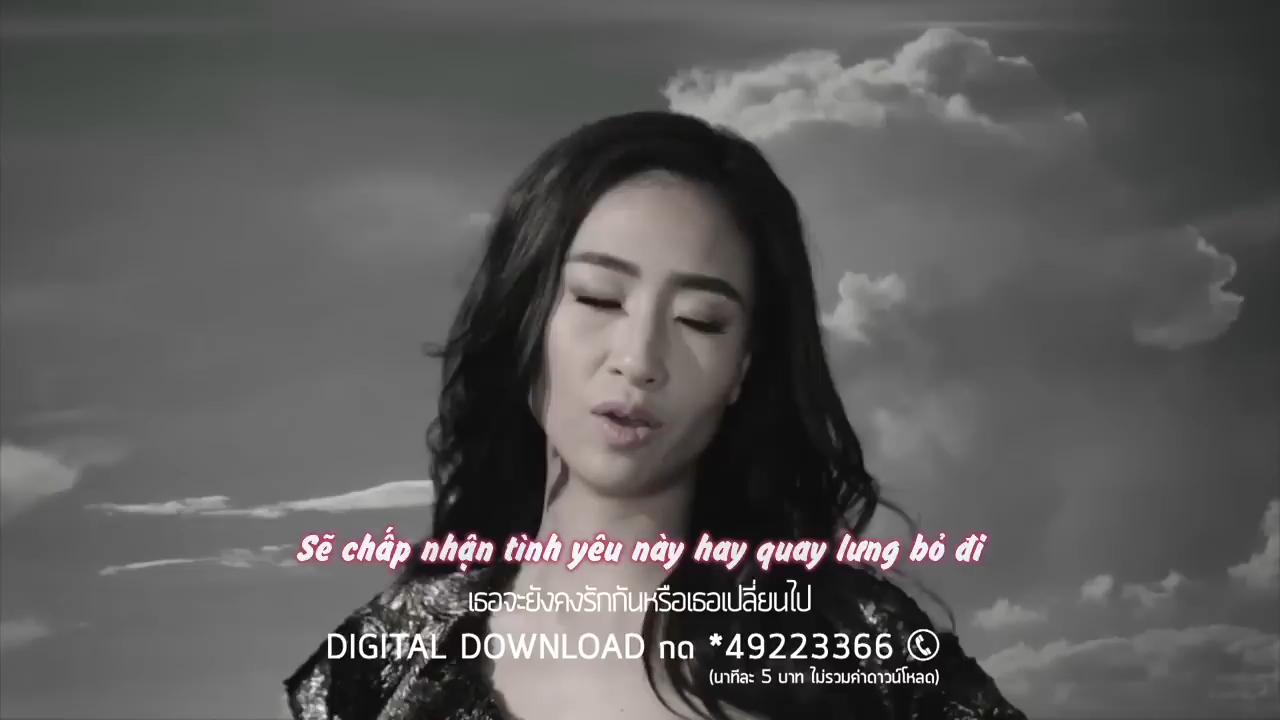 Sẽ chấp nhận tình yêu này hay quay lưng bỏ đi
เธอจะยังคงรักกันหรือเธอเปลี่ยนไป
DIGITAL DOWNLOAD กด *49223366
(นาทีละ 5 บาท ไม่รวมค่าดาวน์โหลด)